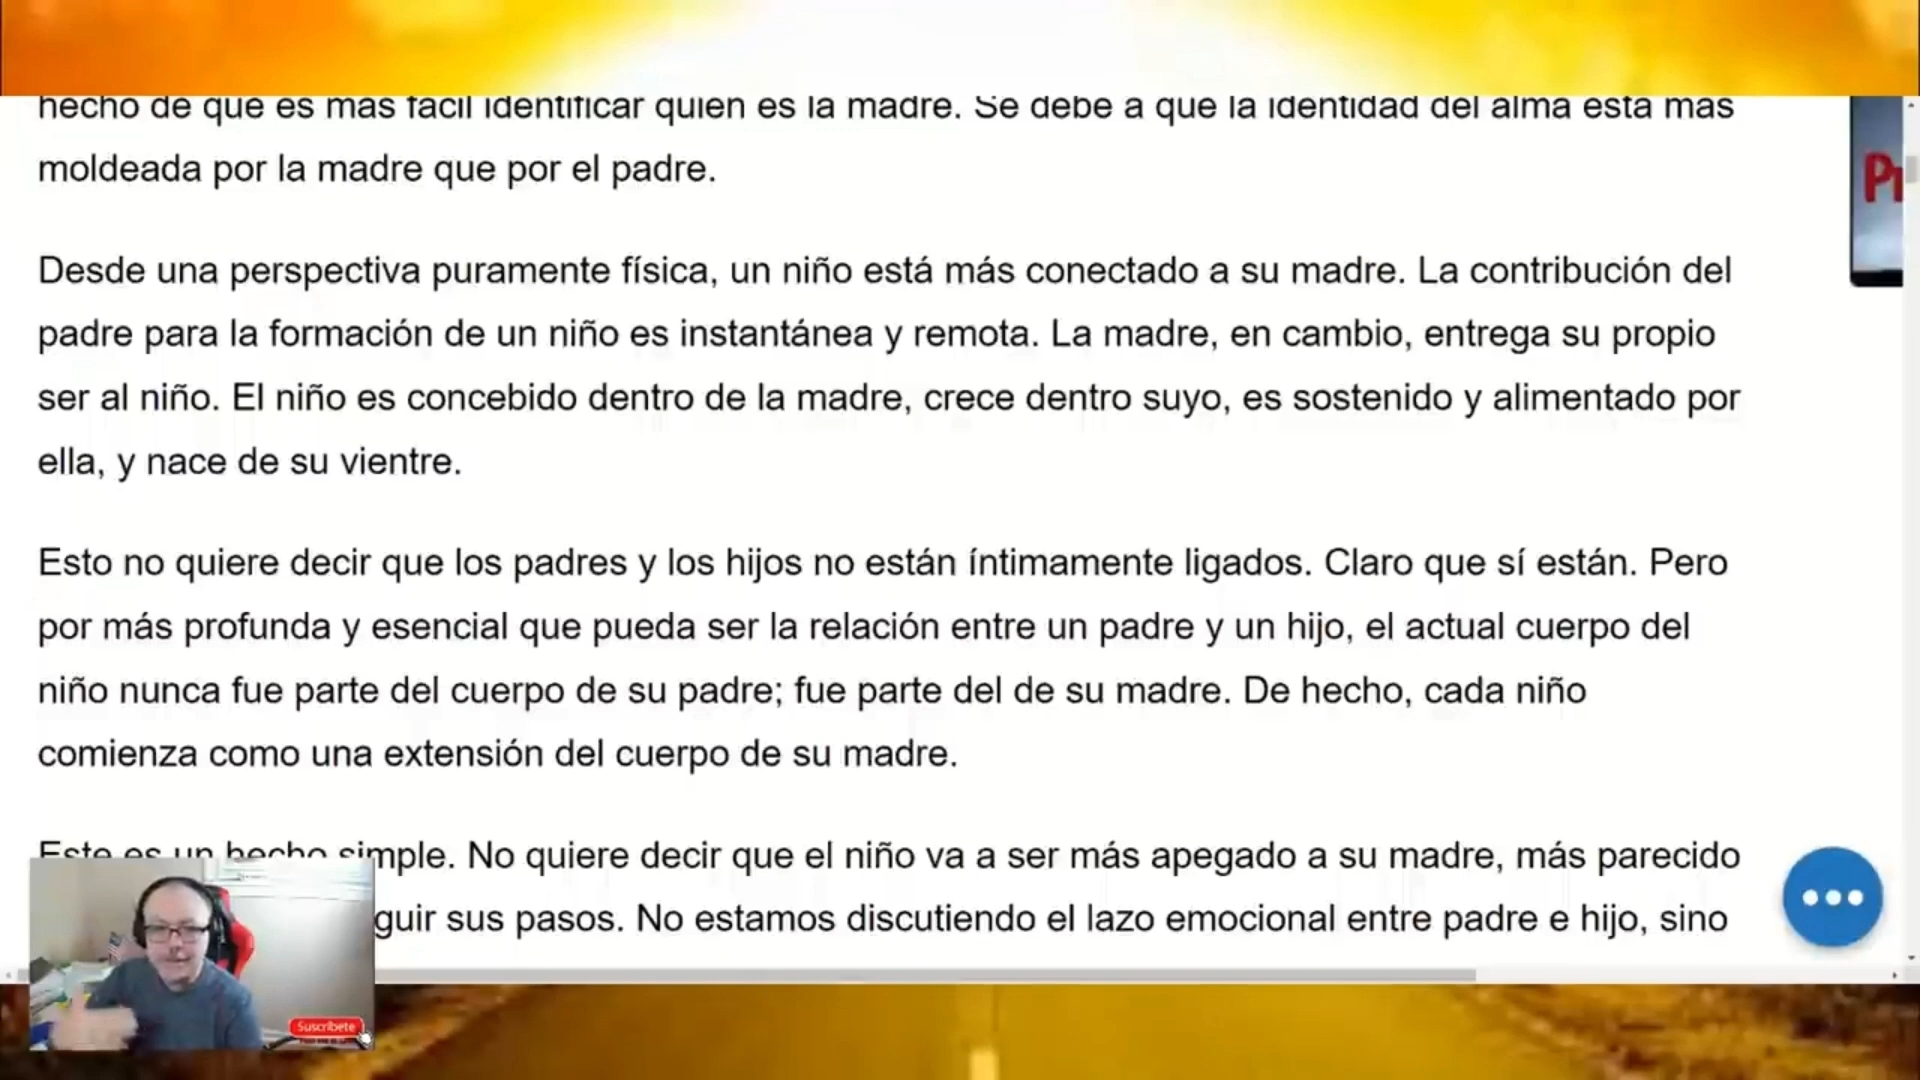 hecho de que es más fácil identificar quién es la madre. Se debe a que la identidad del alma está más
moldeada por la madre que por el padre.
Desde una perspectiva puramente física, un niño está más conectado a su madre. La contribución del
padre para la formación de un niño es instantánea y remota. La madre, en cambio, entrega su propio
ser al niño. El niño es concebido dentro de la madre, crece dentro suyo, es sostenido y alimentado por
ella, y nace de su vientre.
Esto no quiere decir que los padres y los hijos no están íntimamente ligados. Claro que sí están. Pero
por más profunda y esencial que pueda ser la relación entre un padre y un hijo, el actual cuerpo del
niño nunca fue parte del cuerpo de su padre; fue parte del de su madre. De hecho, cada niño
comienza como una extensión del cuerpo de su madre.
Este es un hecho simple. No quiere decir que el niño va a ser más apegado a su madre, más parecido
guir sus pasos. No estamos discutiendo el lazo emocional entre padre e hijo, sino
Suscríbete